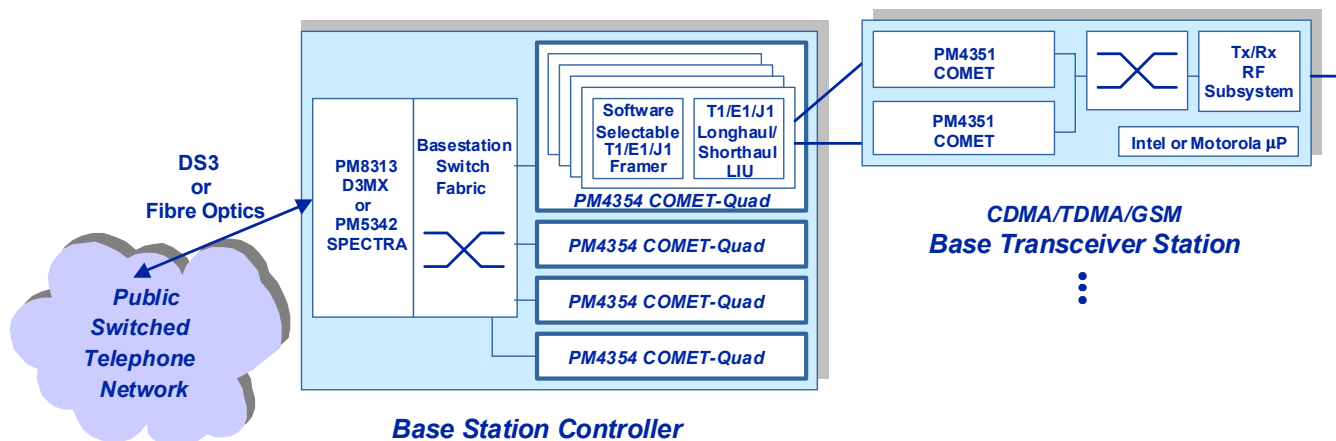 DS3
or
Fibre Optics
Public
Switched
Telephone
Network
PM8313
D3MX
or
PM5342
SPECTRA
Basestation
Switch
Fabric
Software
Selectable
T1/E1/J1
Framer
T1/E1/J1
Longhaul/
Shorthaul
LIU
PM4354 COMET-Quad
PM4354 COMET-Quad
PM4354 COMET-Quad
PM4354 COMET-Quad
Base Station Controller
PM4351
COMET
PM4351
COMET
Tx/Rx
RF
Subsystem
Intel or Motorola µP
CDMA/TDMA/GSM
Base Transceiver Station